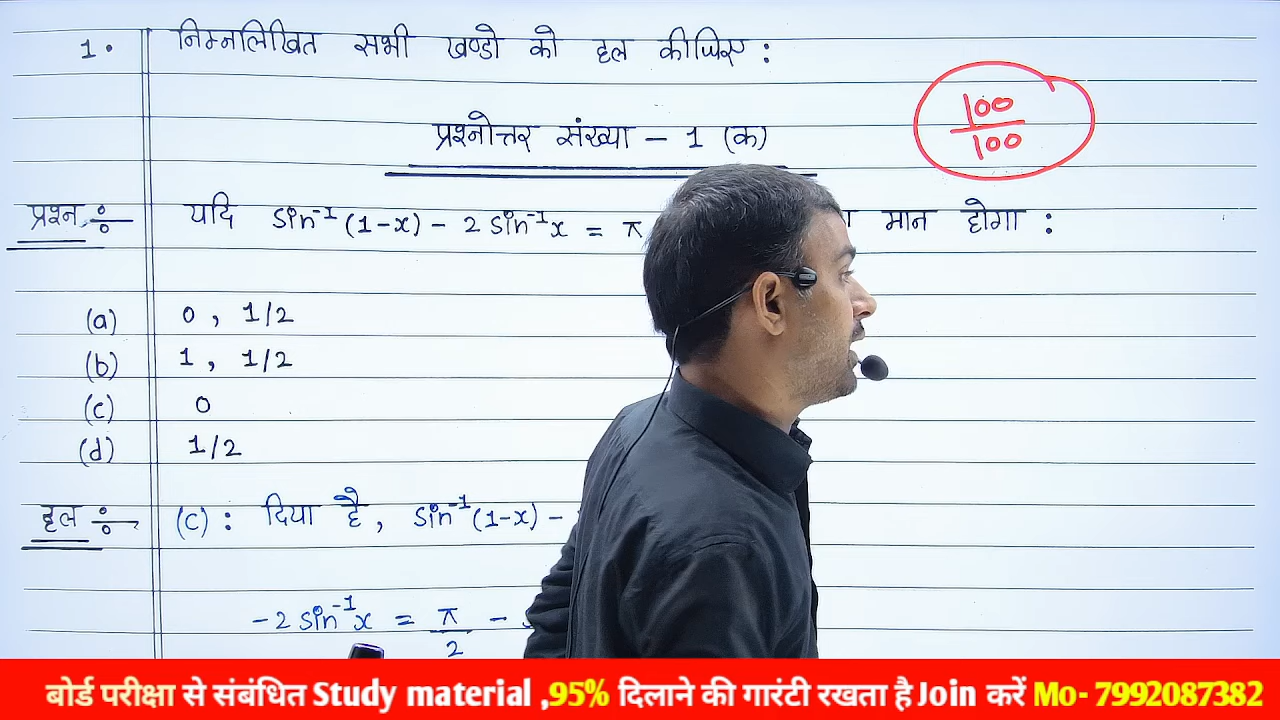 1. निम्नलिखित सभी खण्डो को हल कीजिए :
100
100
प्रश्नोत्तर संख्या – 1 (क)
प्रश्न ÷ यदि sin⁻¹(1-x) - 2 sin⁻¹x = π मान होगा :
(a) 0, 1/2
(b) 1, 1/2
(c) 0
(d) 1/2
हल ÷ (c) : दिया है, sin⁻¹(1-x) -
-2 sin⁻¹x = π/2 -
बोर्ड परीक्षा से संबंधित Study material ,95% दिलाने की गारंटी रखता है Join करें Mo- 7992087382